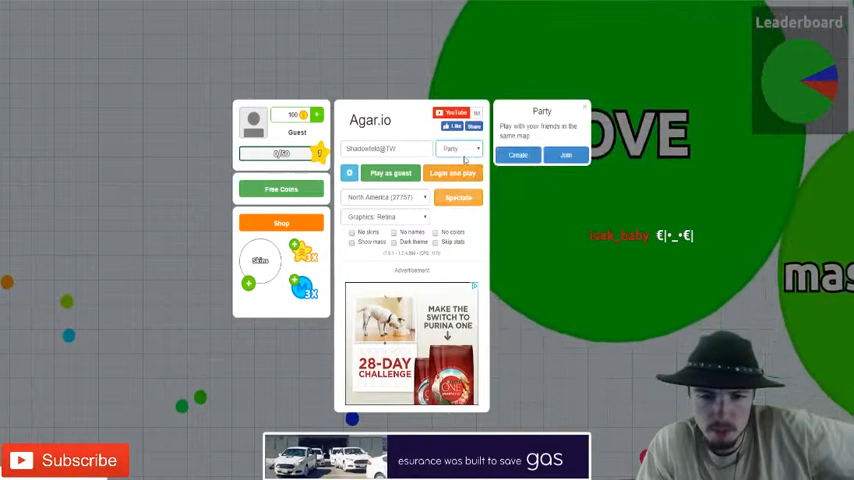 Leaderboard
100
Guest
0/50
Free Coins
Shop
Skins
3X
3X
Agar.io
YouTube
Like
Share
Shadowfeld@TV/
Party
Play as guest
Login and play
North America (27757)
Spectate
Graphics: Retina
No skins
No names
No colors
Show mass
Dark theme
Skip stats
Advertisement
MAKE THE
SWITCH TO
PURINA ONE
28-DAY
CHALLENGE
ONE
Party
Play with your friends in the
same map
Create
Join
OVE
mas
Subscribe
esurance was built to save gas